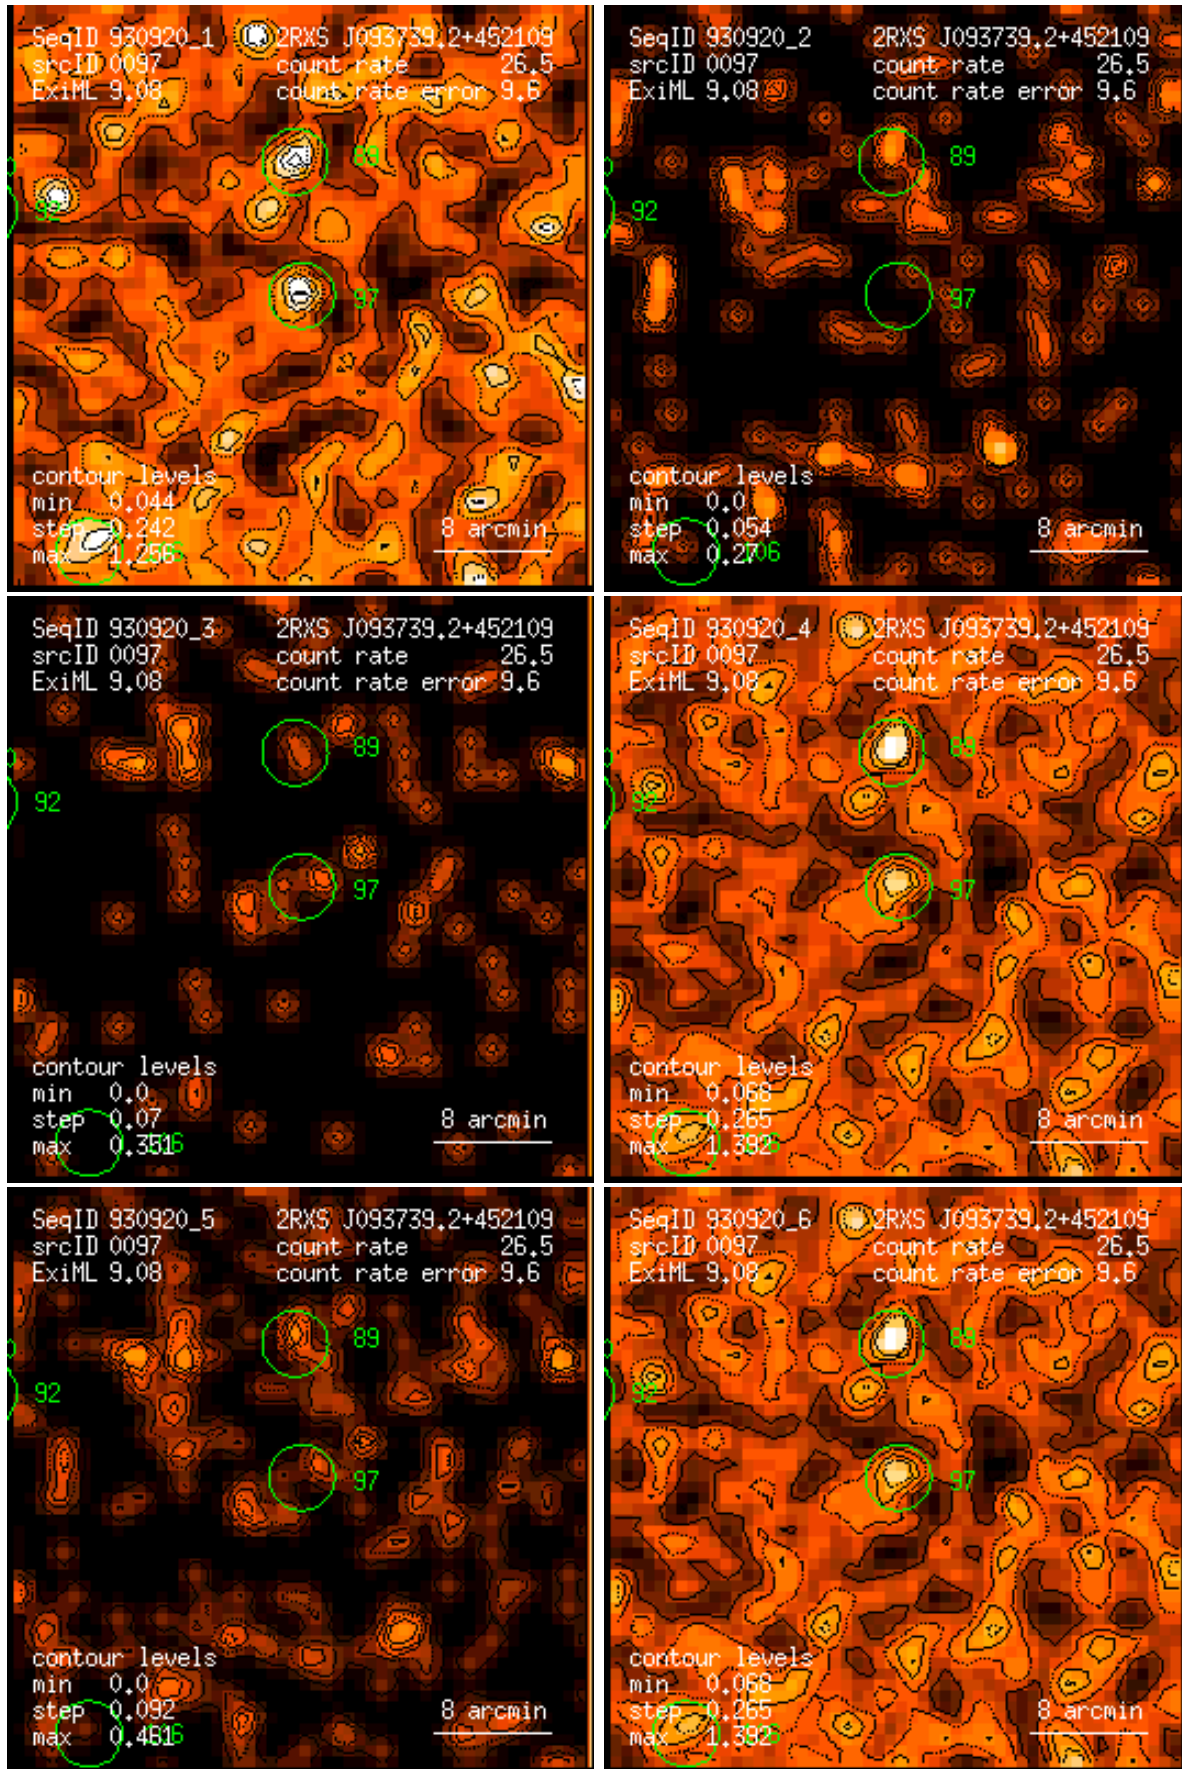 SeqID 930920_1 2RXS J093739.2+452109
srcID 0097 count rate 26.5
ExiML 9.08 count rate error 9.6
89
92
97
contour levels
min 0.044
step 0.242
8 arcmin
max 1.256
SeqID 930920_2 2RXS J093739.2+452109
srcID 0097 count rate 26.5
ExiML 9.08 count rate error 9.6
89
92
97
contour levels
min 0.0
step 0.054
8 arcmin
max 0.27 106
SeqID 930920_3 2RXS J093739.2+452109
srcID 0097 count rate 26.5
ExiML 9.08 count rate error 9.6
89
92
97
contour levels
min 0.0
step 0.07
8 arcmin
max 0.351
SeqID 930920_4 2RXS J093739.2+452109
srcID 0097 count rate 26.5
ExiML 9.08 count rate error 9.6
89
92
97
contour levels
min 0.068
step 0.265
8 arcmin
max 1.392
SeqID 930920_5 2RXS J093739.2+452109
srcID 0097 count rate 26.5
ExiML 9.08 count rate error 9.6
89
92
97
contour levels
min 0.0
step 0.092
8 arcmin
max 0.461
SeqID 930920_6 2RXS J093739.2+452109
srcID 0097 count rate 26.5
ExiML 9.08 count rate error 9.6
89
92
97
contour levels
min 0.068
step 0.265
8 arcmin
max 1.392